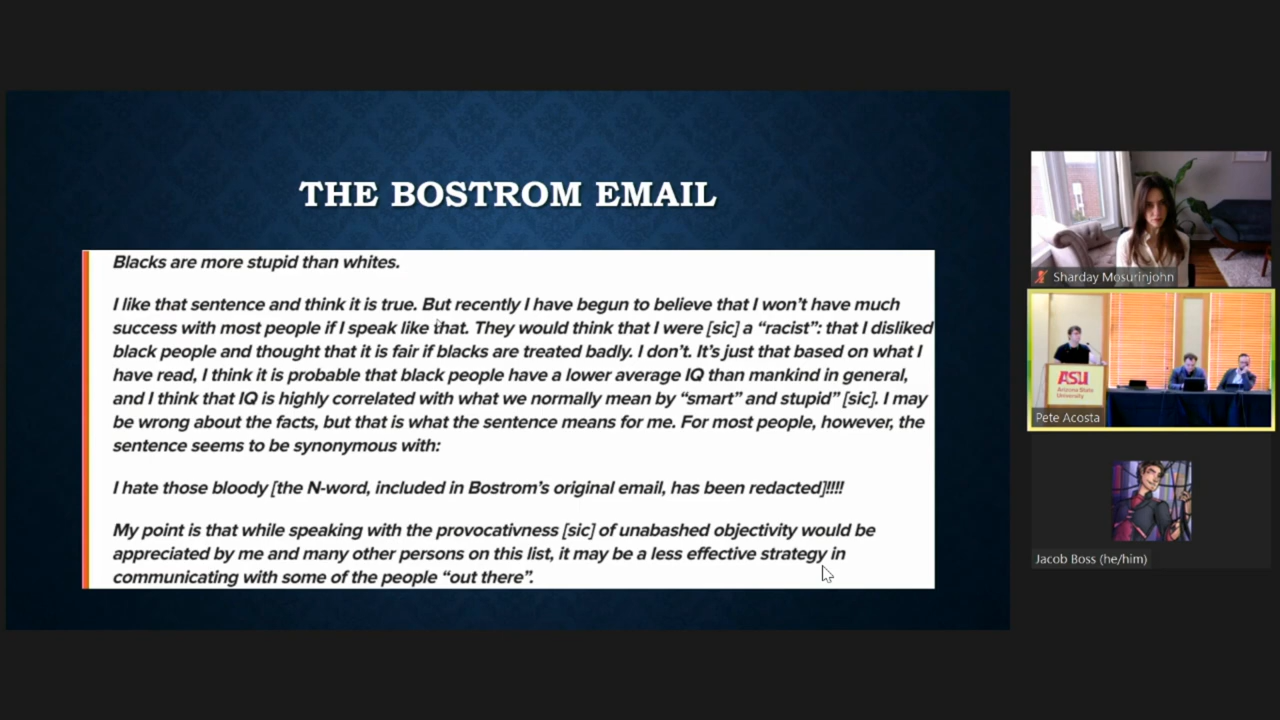 THE BOSTROM EMAIL
Blacks are more stupid than whites.
I like that sentence and think it is true. But recently I have begun to believe that I won't have much
success with most people if I speak like that. They would think that I were [sic] a “racist”: that I disliked
black people and thought that it is fair if blacks are treated badly. I don't. It's just that based on what I
have read, I think it is probable that black people have a lower average IQ than mankind in general,
and I think that IQ is highly correlated with what we normally mean by “smart” and stupid” [sic]. I may
be wrong about the facts, but that is what the sentence means for me. For most people, however, the
sentence seems to be synonymous with:
I hate those bloody [the N-word, included in Bostrom's original email, has been redacted]!!!!
My point is that while speaking with the provocativness [sic] of unabashed objectivity would be
appreciated by me and many other persons on this list, it may be a less effective strategy in
communicating with some of the people “out there”.
Sharday Mosurinjohn
ASU
Arizona State
University
Pete Acosta
Jacob Boss (he/him)